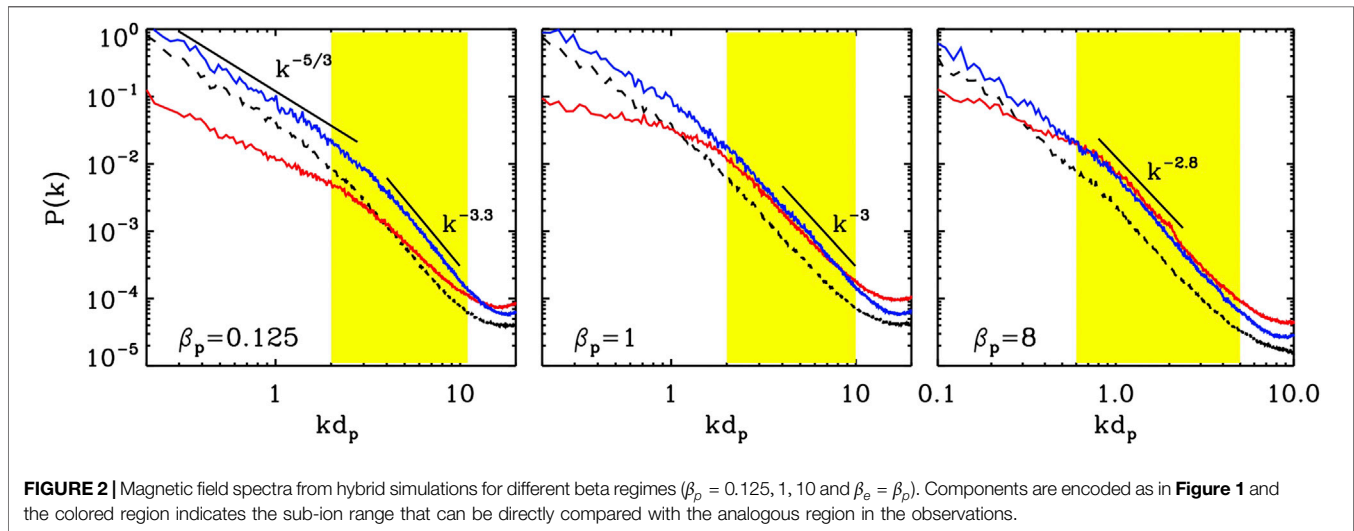 P(k)
10^0
10^-1
10^-2
10^-3
10^-4
10^-5
k^-5/3
k^-3.3
β_p=0.125
1
10
kd_p
k^-3
β_p=1
1
10
kd_p
k^-2.8
β_p=8
0.1
1.0
10.0
kd_p
FIGURE 2 | Magnetic field spectra from hybrid simulations for different beta regimes (β_p = 0.125, 1, 10 and β_e = β_p). Components are encoded as in Figure 1 and
the colored region indicates the sub-ion range that can be directly compared with the analogous region in the observations.